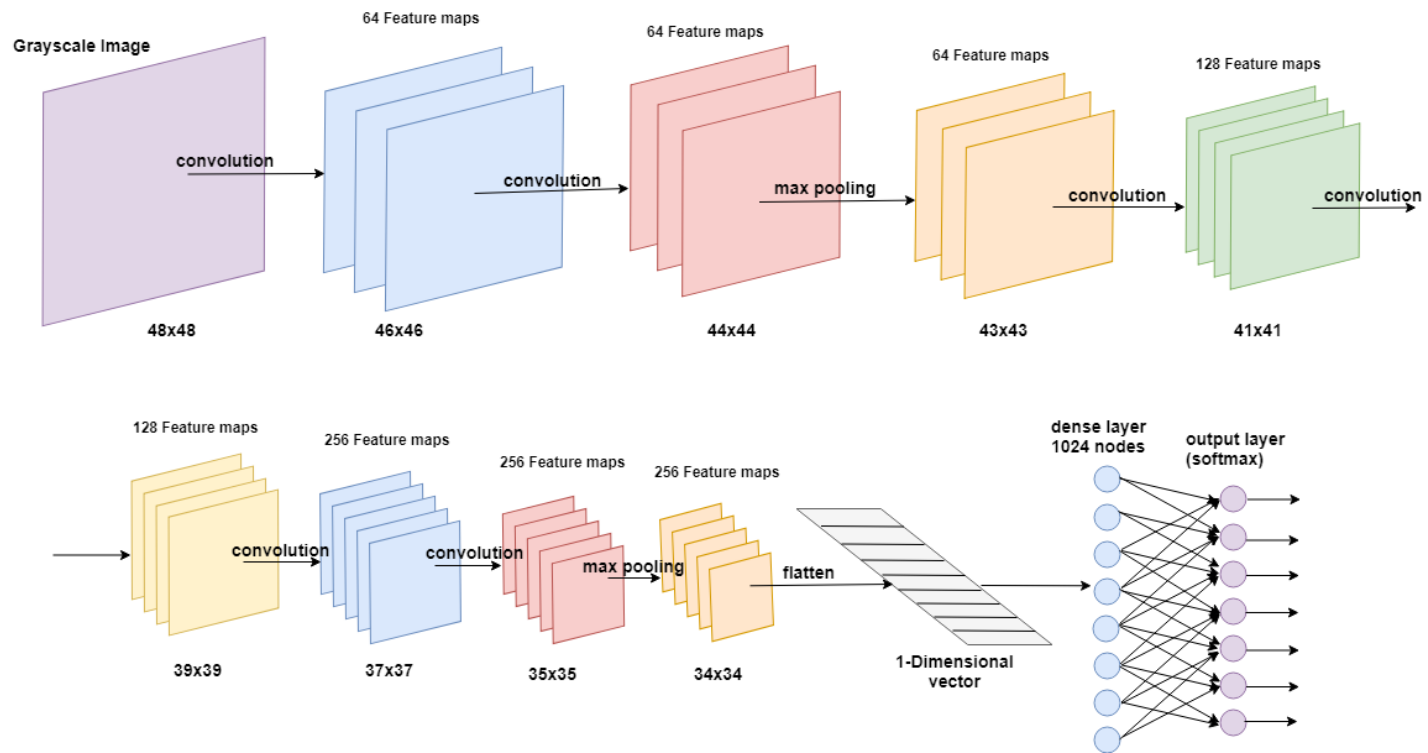 64 Feature maps
Grayscale Image
64 Feature maps
64 Feature maps
128 Feature maps
convolution
convolution
max pooling
convolution
convolution
48x48
46x46
44x44
43x43
41x41
128 Feature maps
256 Feature maps
256 Feature maps
256 Feature maps
dense layer
1024 nodes
output layer
(softmax)
convolution
convolution
max pooling
flatten
39x39
37x37
35x35
34x34
1-Dimensional
vector